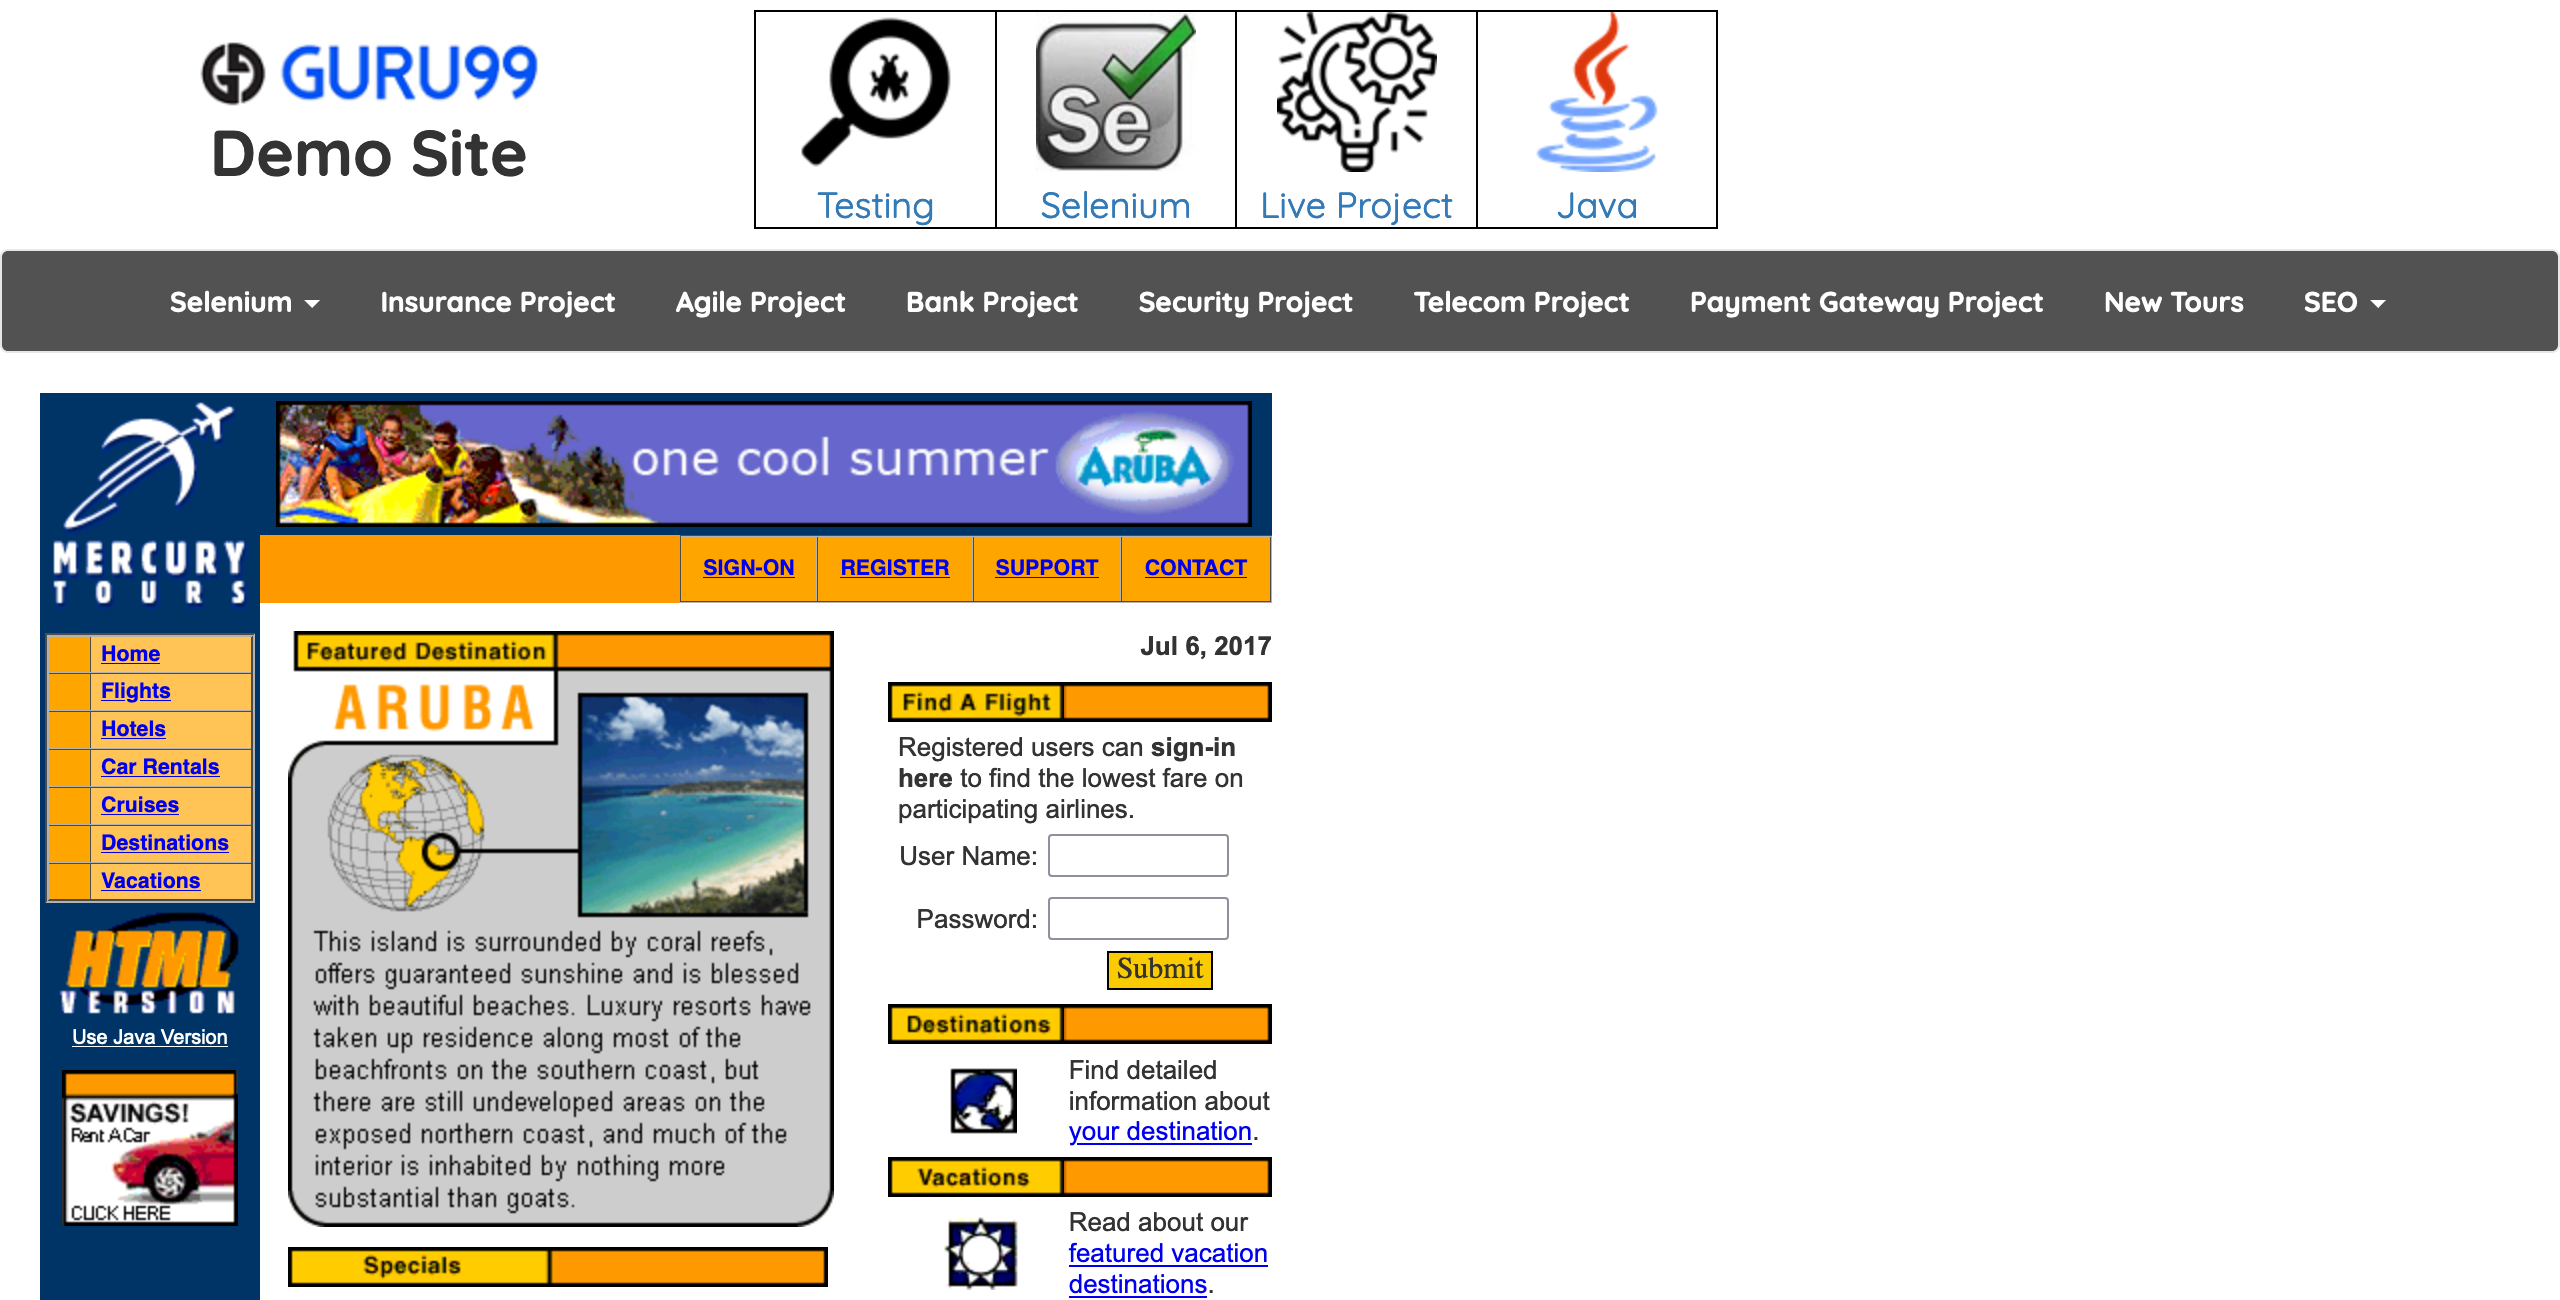 GURU99
Demo Site
Testing
Selenium
Live Project
Java
Se
Selenium
Insurance Project
Agile Project
Bank Project
Security Project
Telecom Project
Payment Gateway Project
New Tours
SEO
MERCURY
TOURS
one cool summer
ARUBA
SIGN-ON
REGISTER
SUPPORT
CONTACT
Home
Flights
Hotels
Car Rentals
Cruises
Destinations
Vacations
HTML
VERSION
Use Java Version
SAVINGS!
Rent A Car
CLICK HERE
Featured Destination
ARUBA
This island is surrounded by coral reefs,
offers guaranteed sunshine and is blessed
with beautiful beaches. Luxury resorts have
taken up residence along most of the
beachfronts on the southern coast, but
there are still undeveloped areas on the
exposed northern coast, and much of the
interior is inhabited by nothing more
substantial than goats.
Specials
Jul 6, 2017
Find A Flight
Registered users can sign-in
here to find the lowest fare on
participating airlines.
User Name:
Password:
Submit
Destinations
Find detailed
information about
your destination.
Vacations
Read about our
featured vacation
destinations.